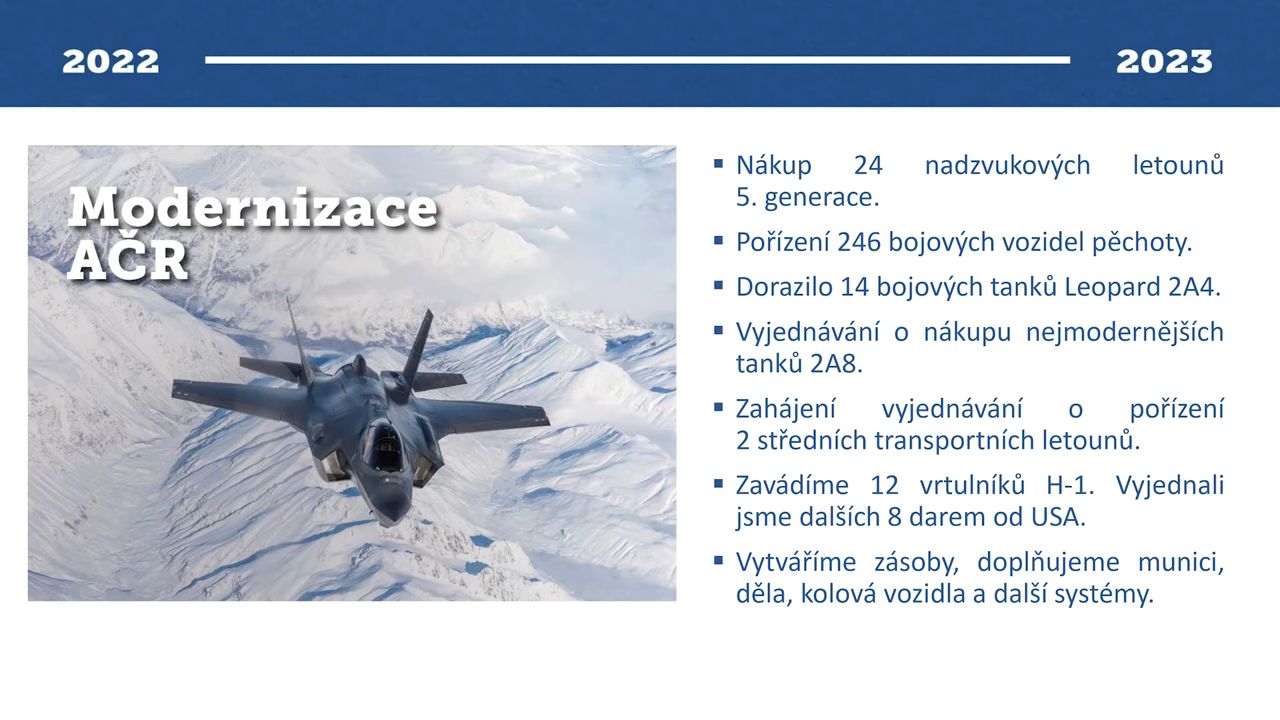 2022
2023
Modernizace
AČR
▪ Nákup 24 nadzvukových letounů
5. generace.
▪ Pořízení 246 bojových vozidel pěchoty.
▪ Dorazilo 14 bojových tanků Leopard 2A4.
▪ Vyjednávání o nákupu nejmodernějších
tanků 2A8.
▪ Zahájení vyjednávání o pořízení
2 středních transportních letounů.
▪ Zavádíme 12 vrtulníků H-1. Vyjednali
jsme dalších 8 darem od USA.
▪ Vytváříme zásoby, doplňujeme munici,
děla, kolová vozidla a další systémy.